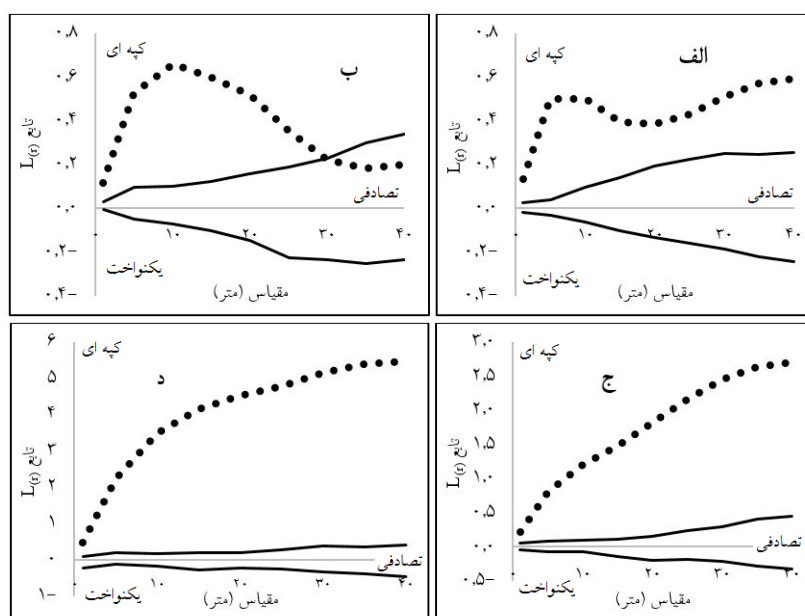 الف
کپه ای
تصادفی
یکنواخت
تابع L(r)
۰,۸
۰,۶
۰,۴
۰,۲
۰,۰
۰,۲-
۰,۴-
۰ ۱۰ ۲۰ ۳۰ ۴۰
مقیاس (متر)
ب
کپه ای
تصادفی
یکنواخت
تابع L(r)
۰,۸
۰,۶
۰,۴
۰,۲
۰,۰
۰,۲-
۰,۴-
۰ ۱۰ ۲۰ ۳۰ ۴۰
مقیاس (متر)
ج
کپه ای
تصادفی
یکنواخت
تابع L(r)
۳,۰
۲,۵
۲,۰
۱,۵
۱,۰
۰,۵
۰,۰
۰,۵-
۰ ۱۰ ۲۰ ۳۰
مقیاس (متر)
د
کپه ای
تصادفی
یکنواخت
تابع L(r)
۶
۵
۴
۳
۲
۱
۰
۱-
۰ ۱۰ ۲۰ ۳۰ ۴۰
مقیاس (متر)